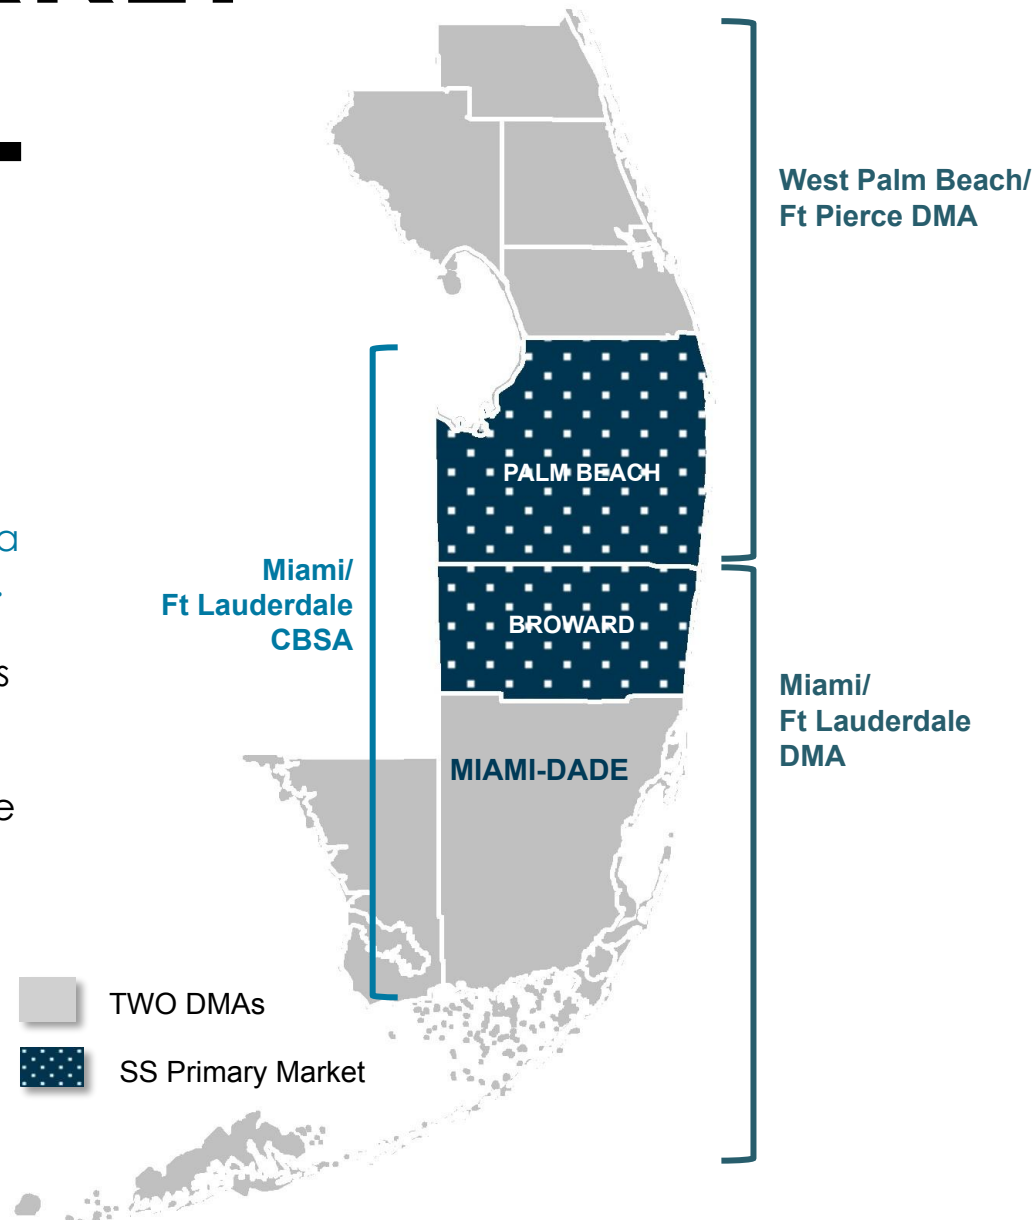 West Palm Beach/
Ft Pierce DMA
PALM BEACH
Miami/
Ft Lauderdale
CBSA
BROWARD
Miami/
Ft Lauderdale
DMA
MIAMI-DADE
TWO DMAs
SS Primary Market